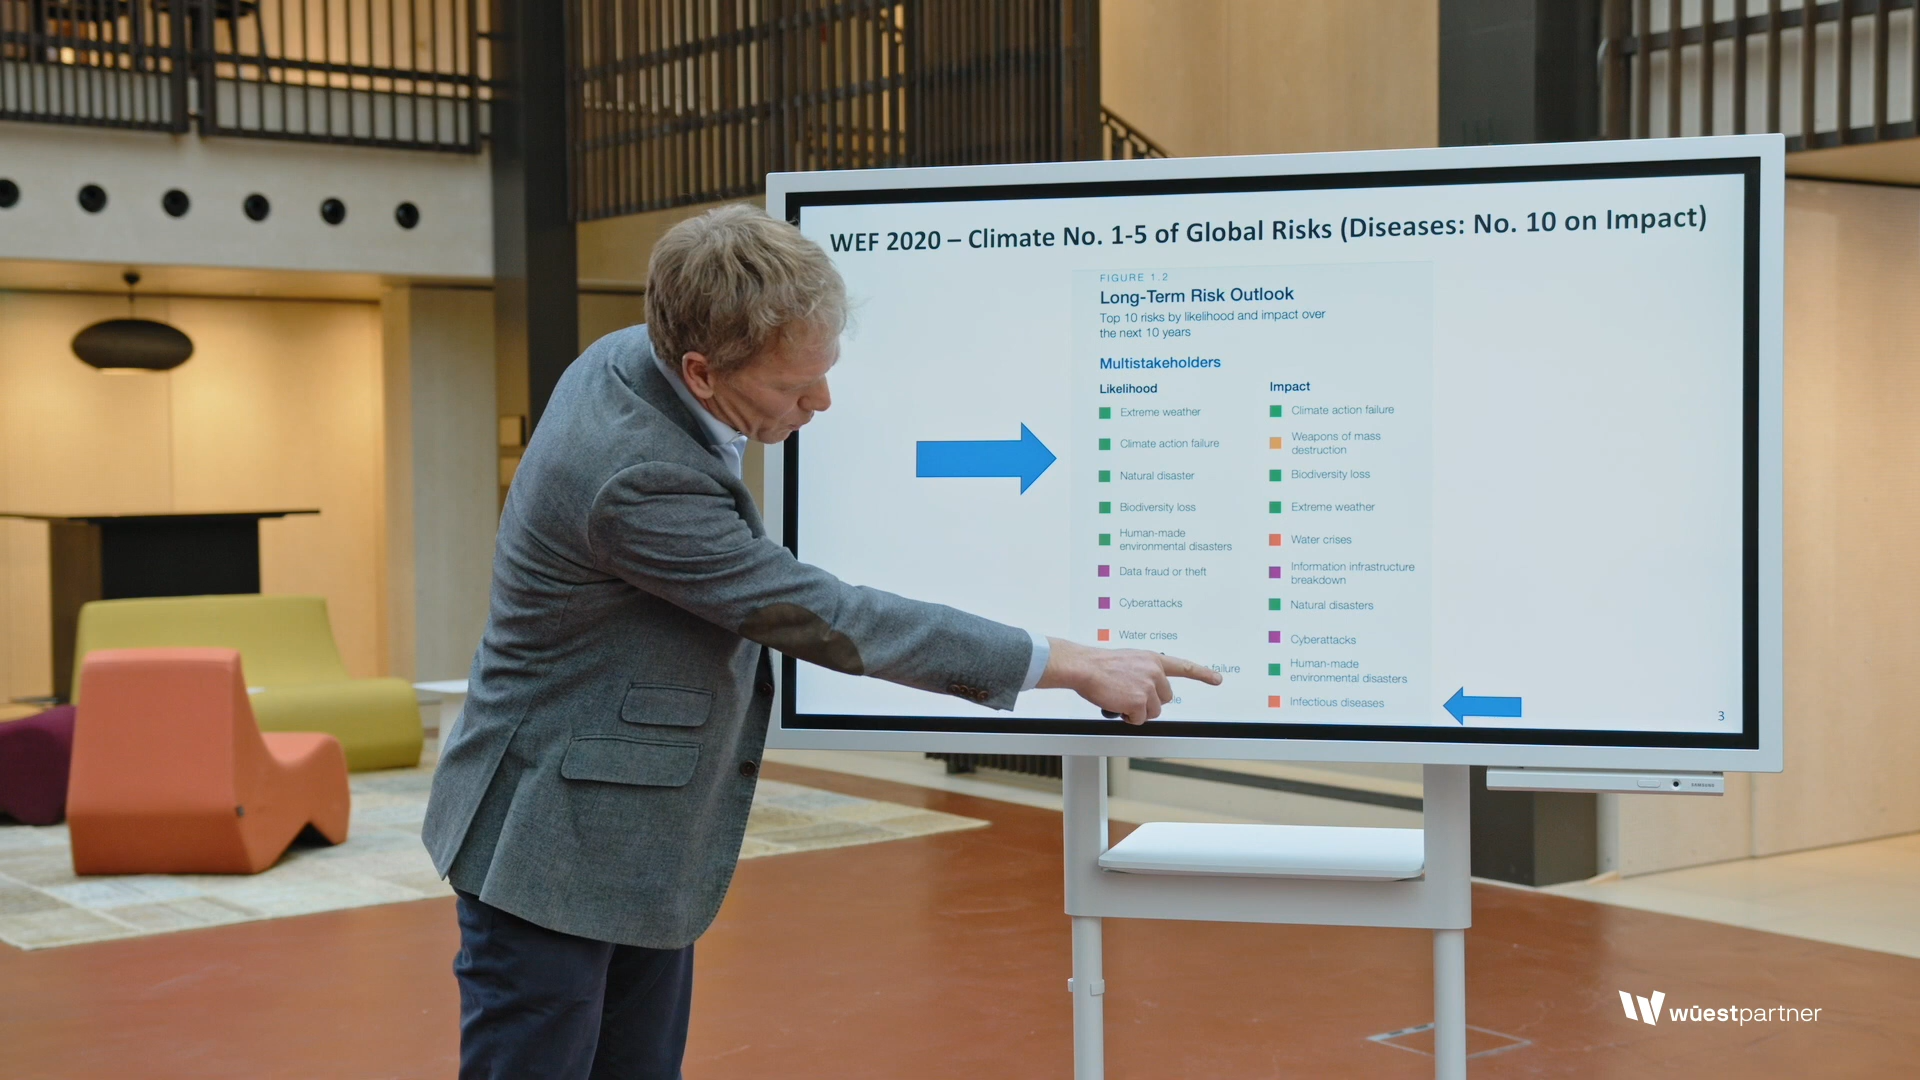 WEF 2020 – Climate No. 1-5 of Global Risks (Diseases: No. 10 on Impact)
FIGURE 1.2
Long-Term Risk Outlook
Top 10 risks by likelihood and impact over
the next 10 years
Multistakeholders
Likelihood
Extreme weather
Climate action failure
Natural disaster
Biodiversity loss
Human-made
environmental disasters
Data fraud or theft
Cyberattacks
Water crises
failure
Impact
Climate action failure
Weapons of mass
destruction
Biodiversity loss
Extreme weather
Water crises
Information infrastructure
breakdown
Natural disasters
Cyberattacks
Human-made
environmental disasters
Infectious diseases
3
SAMSUNG
wüestpartner